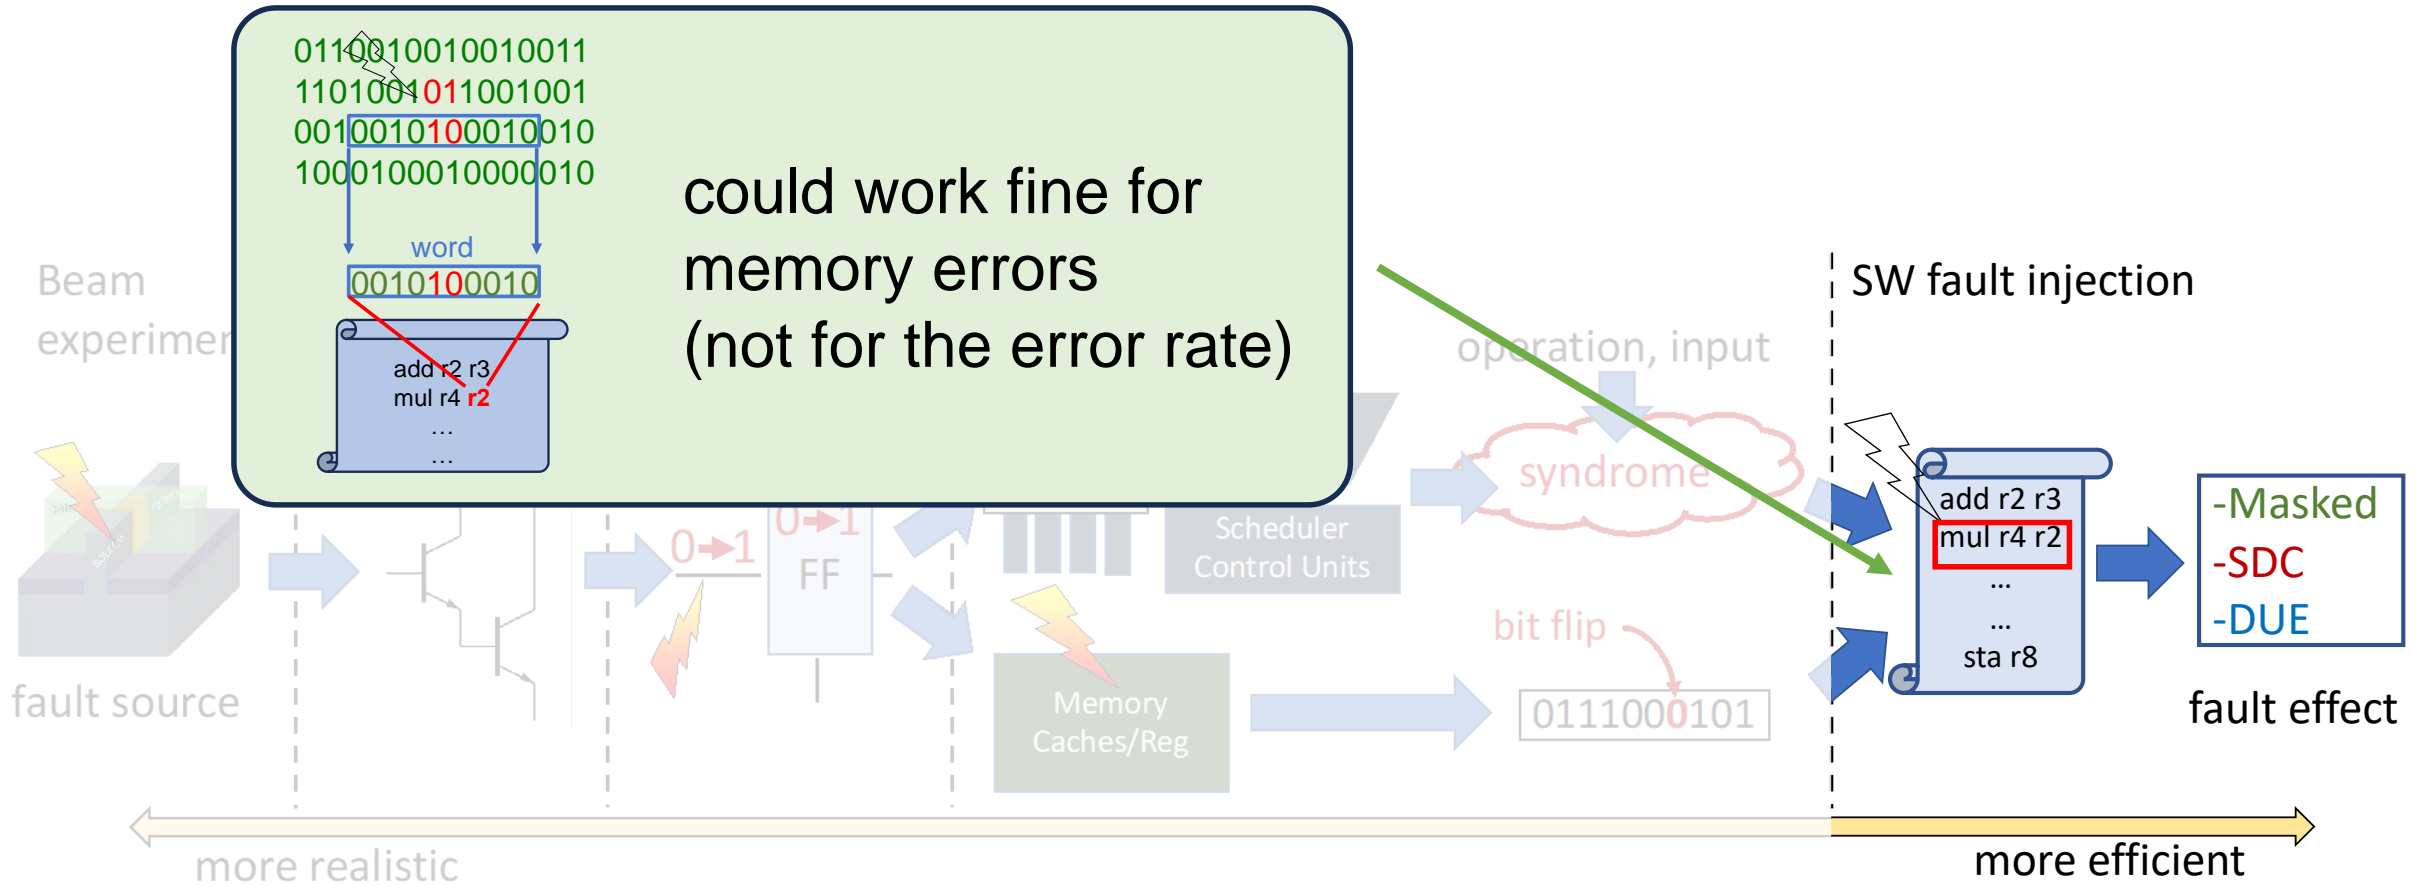 0110010010010011
1101001011001001
0010010100010010
1000100010000010
word
0010100010
add r2 r3
mul r4 r2
...
...
could work fine for
memory errors
(not for the error rate)
Beam
experimen
fault source
source
drain
0→1
0→1
FF
Scheduler
Control Units
Memory
Caches/Reg
operation, input
syndrome
bit flip
0111000101
SW fault injection
add r2 r3
mul r4 r2
...
...
sta r8
-Masked
-SDC
-DUE
fault effect
more realistic
more efficient